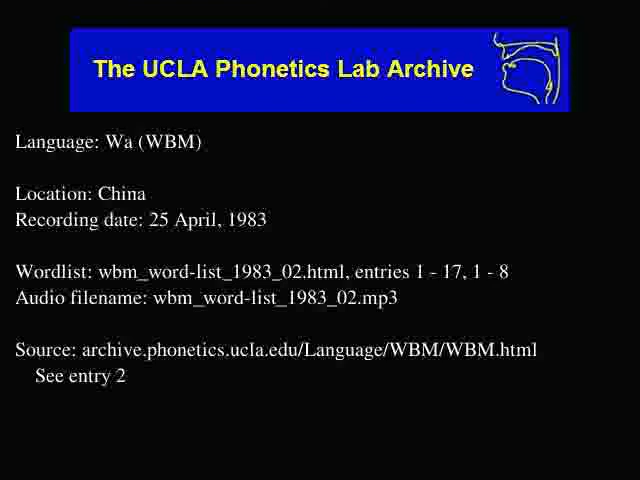 The UCLA Phonetics Lab Archive
Language: Wa (WBM)
Location: China
Recording date: 25 April, 1983
Wordlist: wbm_word-list_1983_02.html, entries 1 - 17, 1 - 8
Audio filename: wbm_word-list_1983_02.mp3
Source: archive.phonetics.ucla.edu/Language/WBM/WBM.html
See entry 2